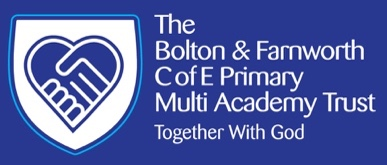 The
Bolton & Farnworth
C of E Primary
Multi Academy Trust
Together With God